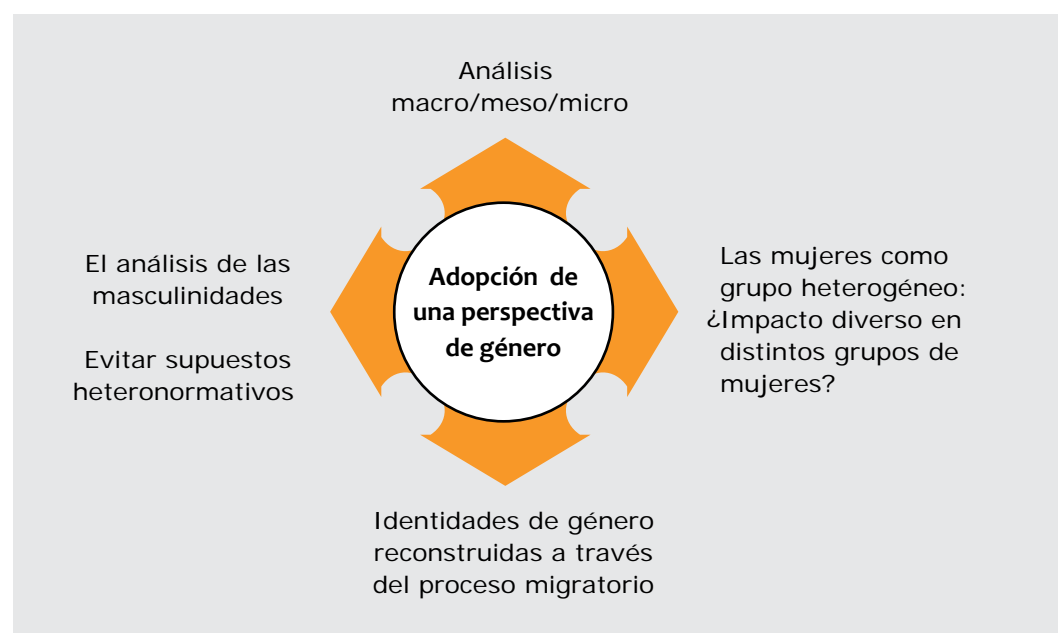 Análisis
macro/meso/micro
El análisis de las
masculinidades
Evitar supuestos
heteronormativos
Adopción de
una perspectiva
de género
Las mujeres como
grupo heterogéneo:
¿Impacto diverso en
distintos grupos de
mujeres?
Identidades de género
reconstruidas a través
del proceso migratorio